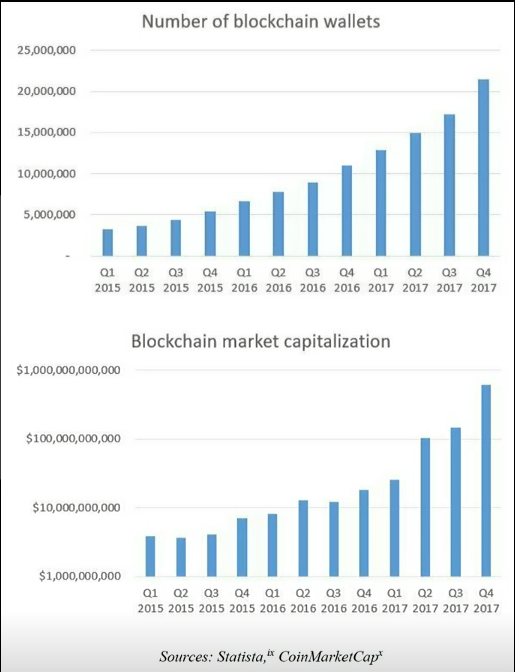 Number of blockchain wallets
25,000,000
20,000,000
15,000,000
10,000,000
5,000,000
-
Q1 Q2 Q3 Q4 Q1 Q2 Q3 Q4 Q1 Q2 Q3 Q4
2015 2015 2015 2015 2016 2016 2016 2016 2017 2017 2017 2017
Blockchain market capitalization
$1,000,000,000,000
$100,000,000,000
$10,000,000,000
$1,000,000,000
Q1 Q2 Q3 Q4 Q1 Q2 Q3 Q4 Q1 Q2 Q3 Q4
2015 2015 2015 2015 2016 2016 2016 2016 2017 2017 2017 2017
Sources: Statista,ix CoinMarketCapx